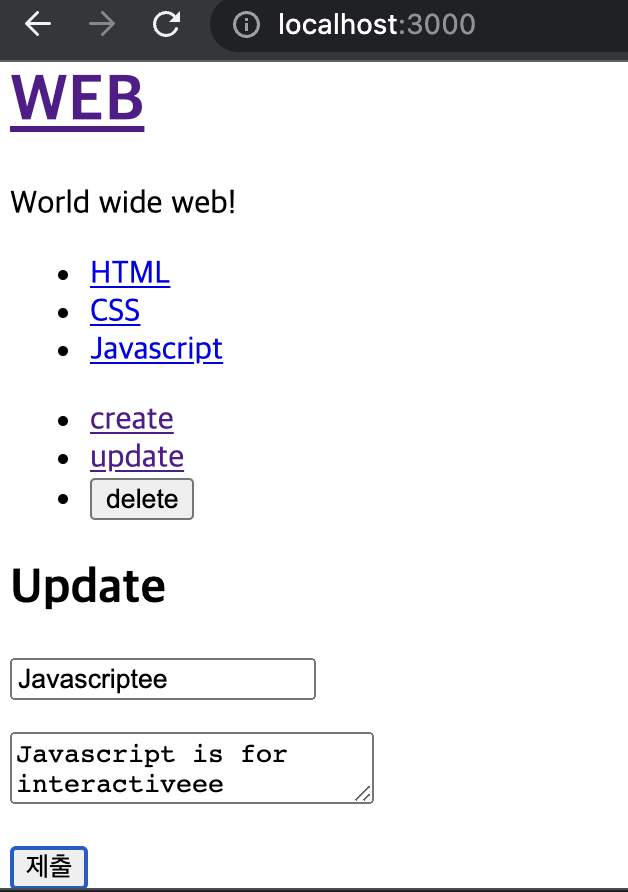 localhost:3000
WEB
World wide web!
HTML
CSS
Javascript
create
update
delete
Update
Javascriptee
Javascript is for
interactiveee
제출